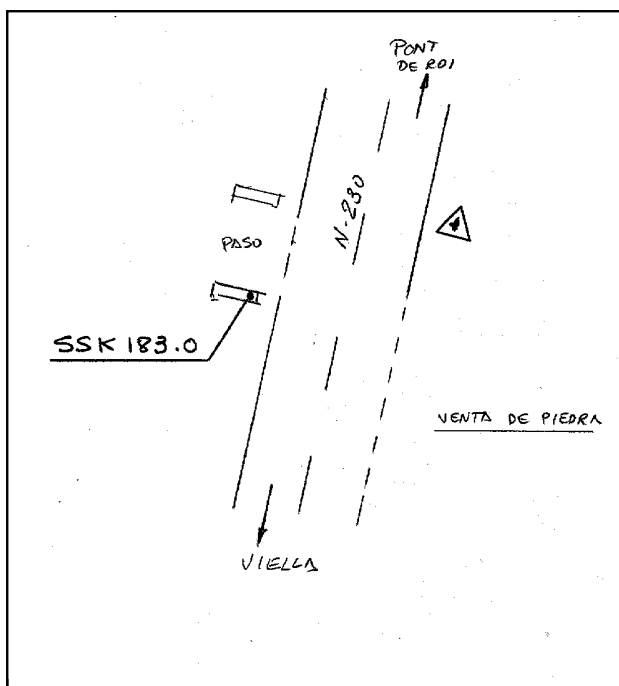 PONT
DE ROI
N-230
PASO
SSK 183.0
VENTA DE PIEDRA
VIELLA